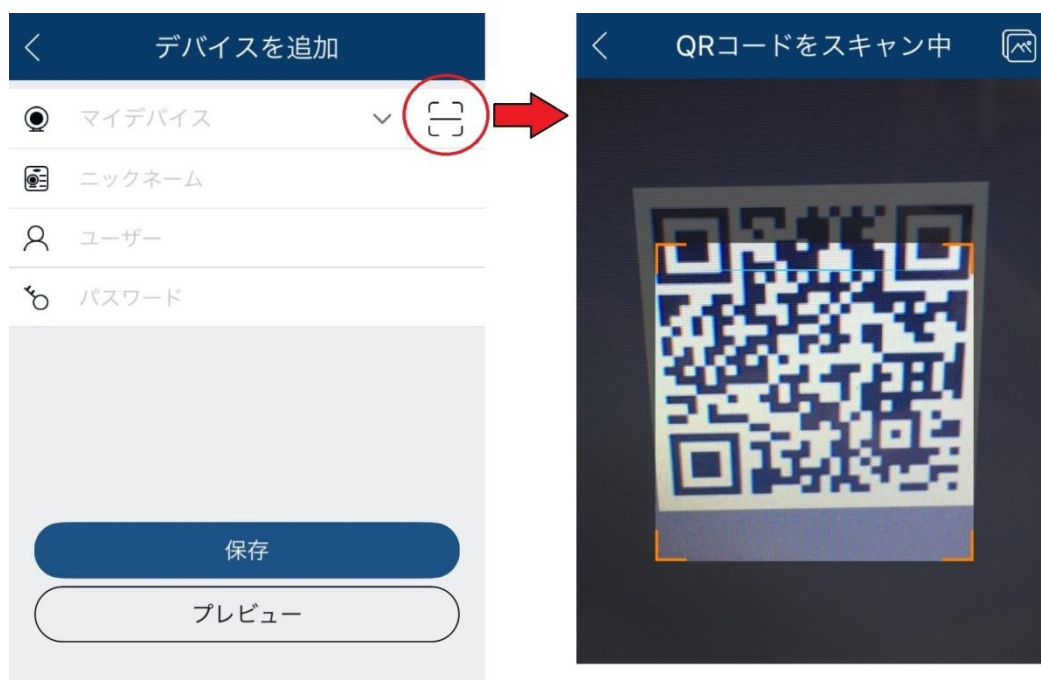 デバイスを追加
マイデバイス
ニックネーム
ユーザー
パスワード
保存
プレビュー
QRコードをスキャン中